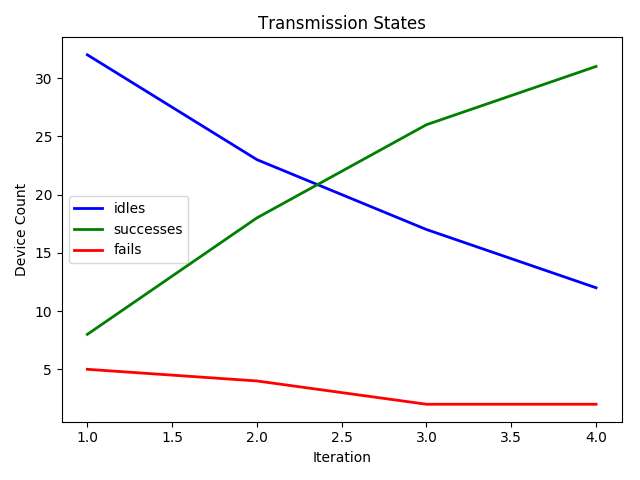 Transmission States
Device Count
30
25
20
15
10
5
idles
successes
fails
1.0 1.5 2.0 2.5 3.0 3.5 4.0
Iteration